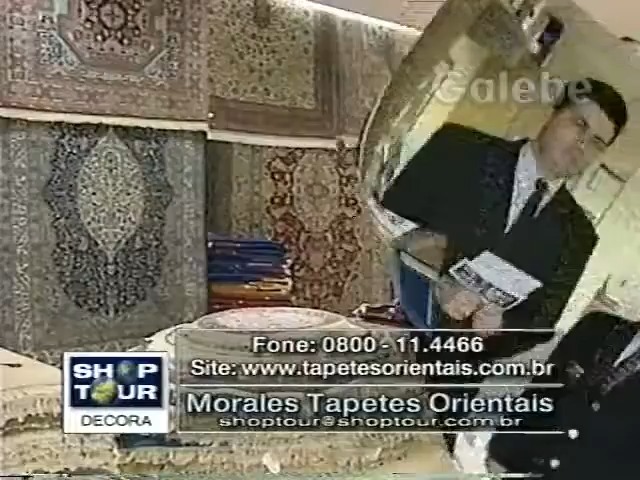 Galebe
Fone: 0800 - 11.4466
Site: www.tapetesorientais.com.br
SHOP
TOUR
DECORA
Morales Tapetes Orientais
shoptour@shoptour.com.br